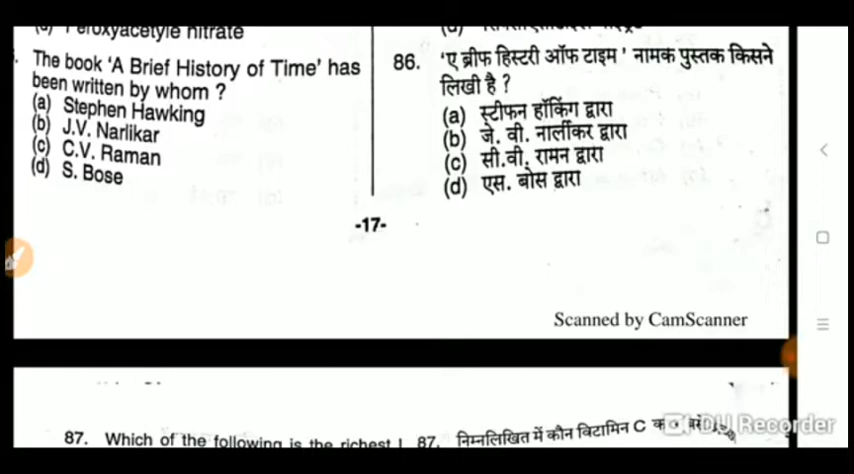 Peroxyacetyle nitrate
The book 'A Brief History of Time' has
been written by whom ?
(a) Stephen Hawking
(b) J.V. Narlikar
(c) C.V. Raman
(d) S. Bose
86. 'ए ब्रीफ हिस्टरी ऑफ टाइम' नामक पुस्तक किसने
लिखी है ?
(a) स्टीफन हॉकिंग द्वारा
(b) जे. वी. नार्लीकर द्वारा
(c) सी.वी. रामन द्वारा
(d) एस. बोस द्वारा
-17-
Scanned by CamScanner
87. Which of the following is the richest
87. निम्नलिखित में कौन विटामिन C
DU Recorder